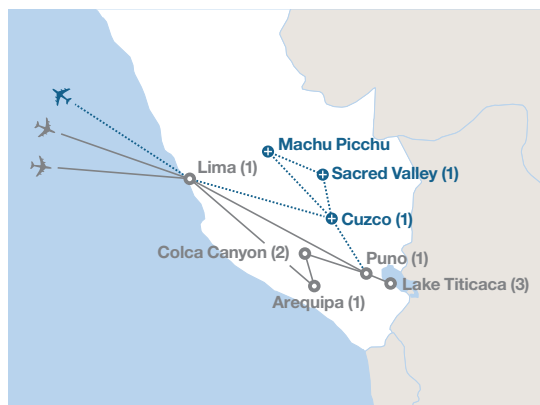 Machu Picchu
Lima (1)
Sacred Valley (1)
Cuzco (1)
Colca Canyon (2)
Puno (1)
Lake Titicaca (3)
Arequipa (1)